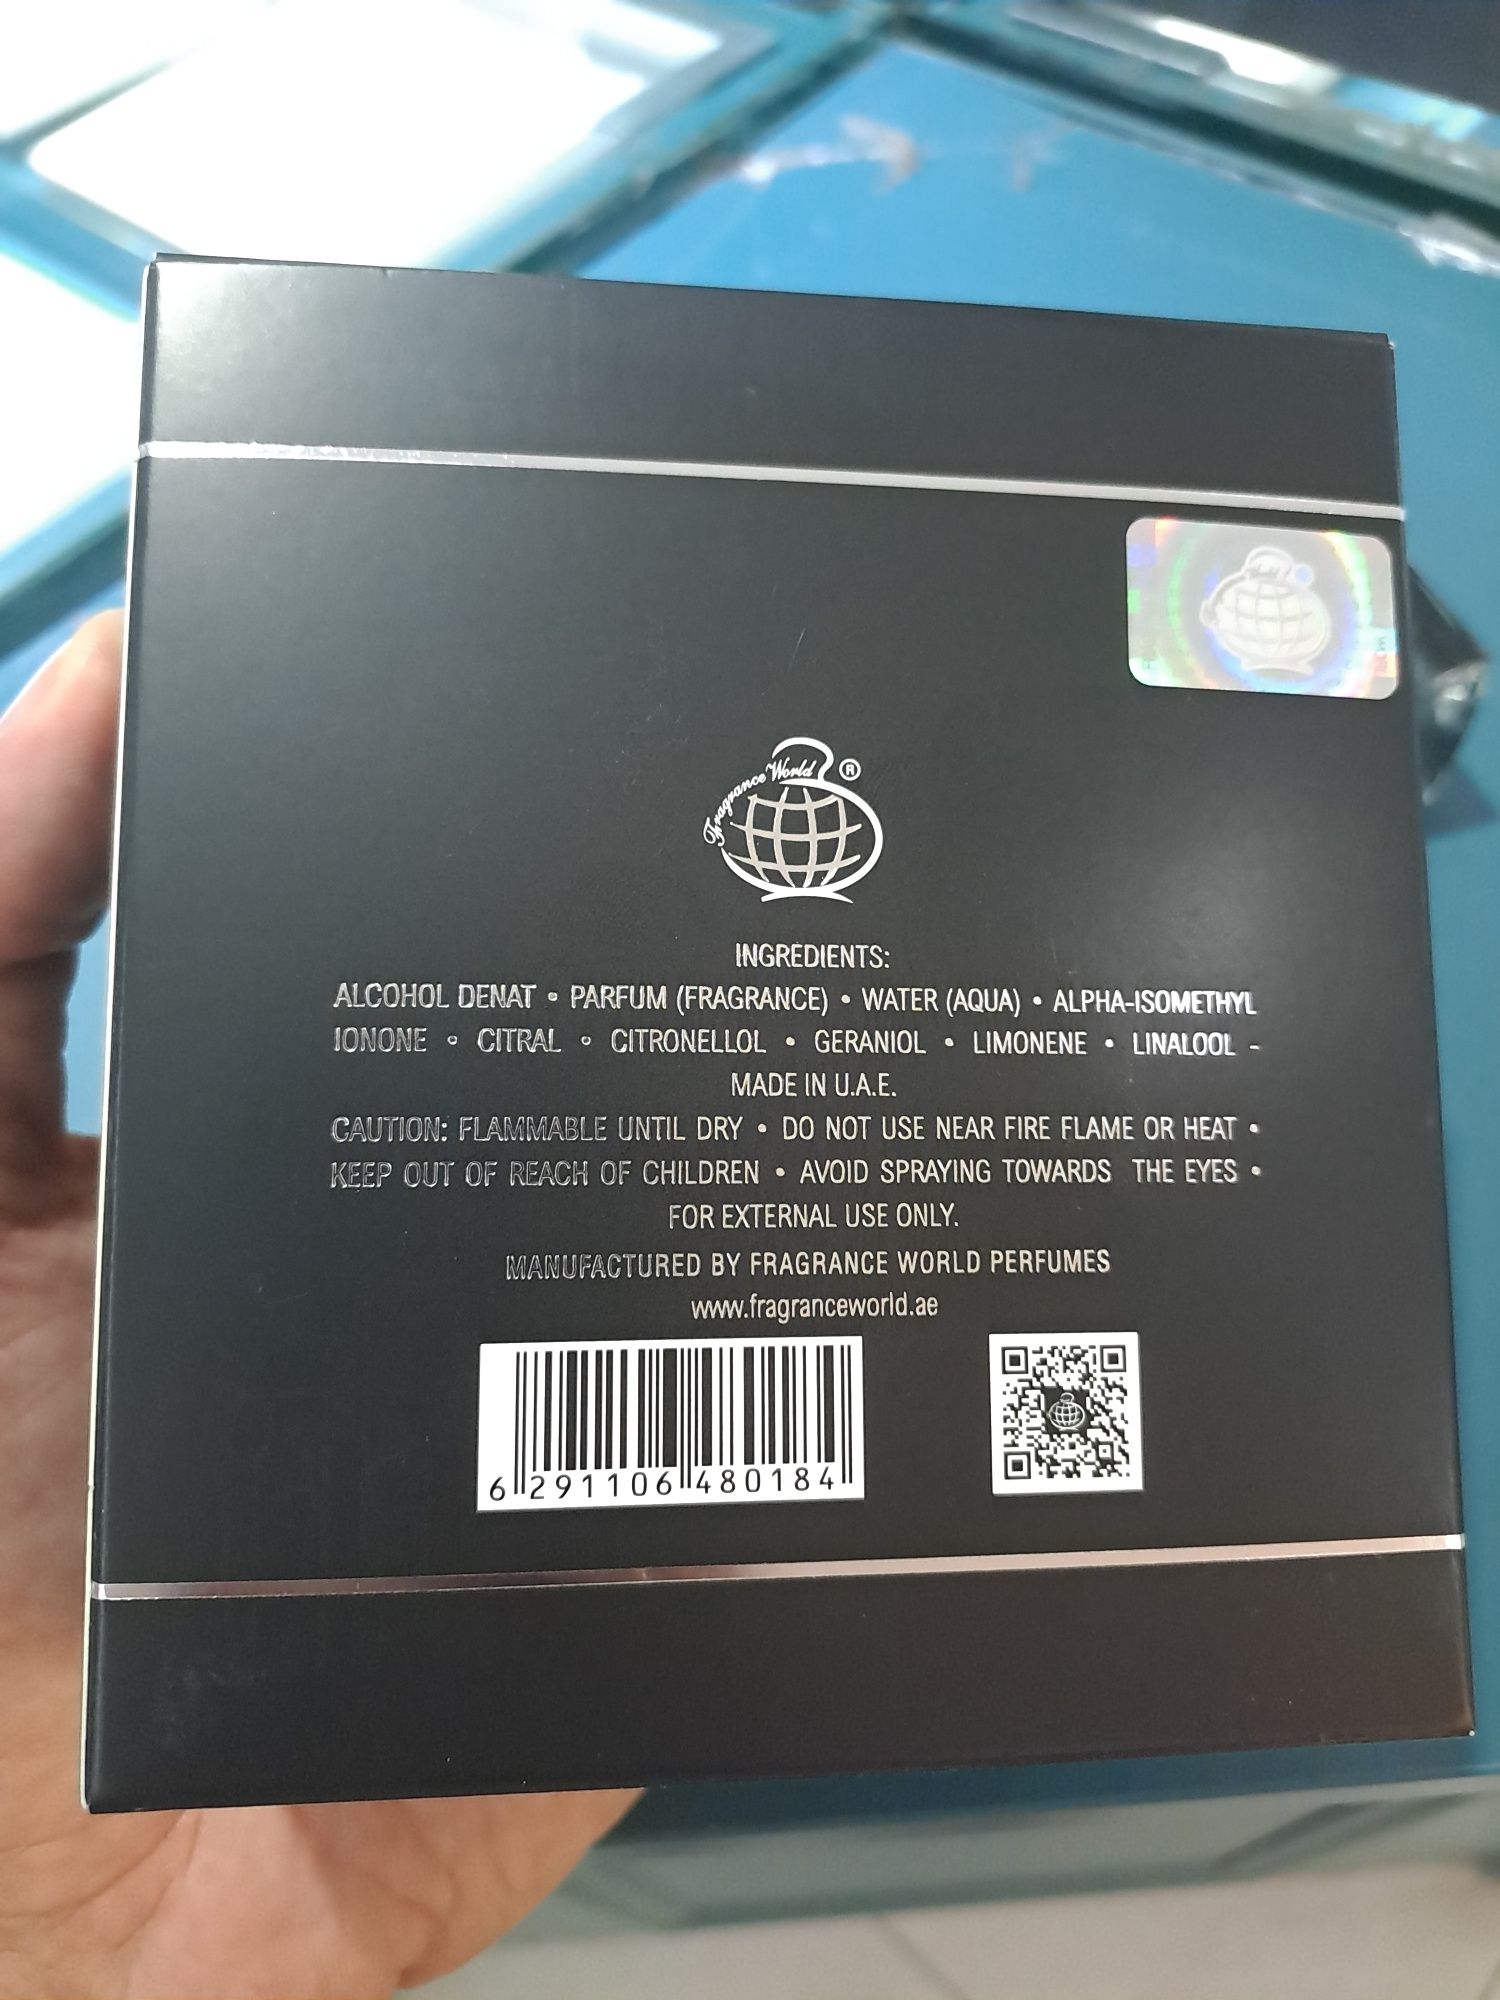 Fragrance World ®
INGREDIENTS:
ALCOHOL DENAT • PARFUM (FRAGRANCE) • WATER (AQUA) • ALPHA-ISOMETHYL
IONONE • CITRAL • CITRONELLOL • GERANIOL • LIMONENE • LINALOOL -
MADE IN U.A.E.
CAUTION: FLAMMABLE UNTIL DRY • DO NOT USE NEAR FIRE FLAME OR HEAT •
KEEP OUT OF REACH OF CHILDREN • AVOID SPRAYING TOWARDS THE EYES •
FOR EXTERNAL USE ONLY.
MANUFACTURED BY FRAGRANCE WORLD PERFUMES
www.fragranceworld.ae
6 291106 480184